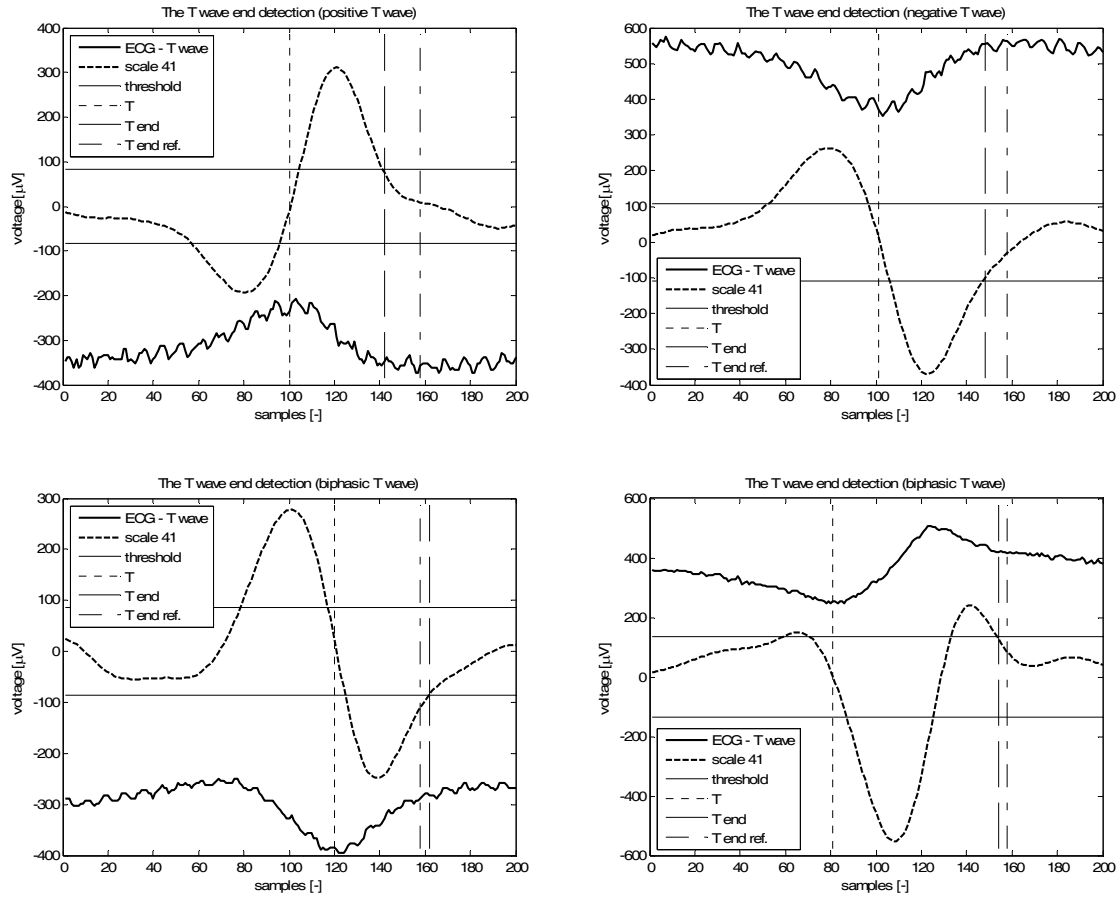 The T wave end detection (positive T wave)
400
300
200
100
0
-100
-200
-300
-400
voltage [µV]
ECG - T wave
scale 41
threshold
T
T end
T end ref.
0 20 40 60 80 100 120 140 160 180 200
samples [-]
The T wave end detection (negative T wave)
600
500
400
300
200
100
0
-100
-200
-300
-400
voltage [µV]
ECG - T wave
scale 41
threshold
T
T end
T end ref.
0 20 40 60 80 100 120 140 160 180 200
samples [-]
The T wave end detection (biphasic T wave)
300
200
100
0
-100
-200
-300
-400
voltage [µV]
ECG - T wave
scale 41
threshold
T
T end
T end ref.
0 20 40 60 80 100 120 140 160 180 200
samples [-]
The T wave end detection (biphasic T wave)
600
400
200
0
-200
-400
-600
voltage [µV]
ECG - T wave
scale 41
threshold
T
T end
T end ref.
0 20 40 60 80 100 120 140 160 180 200
samples [-]